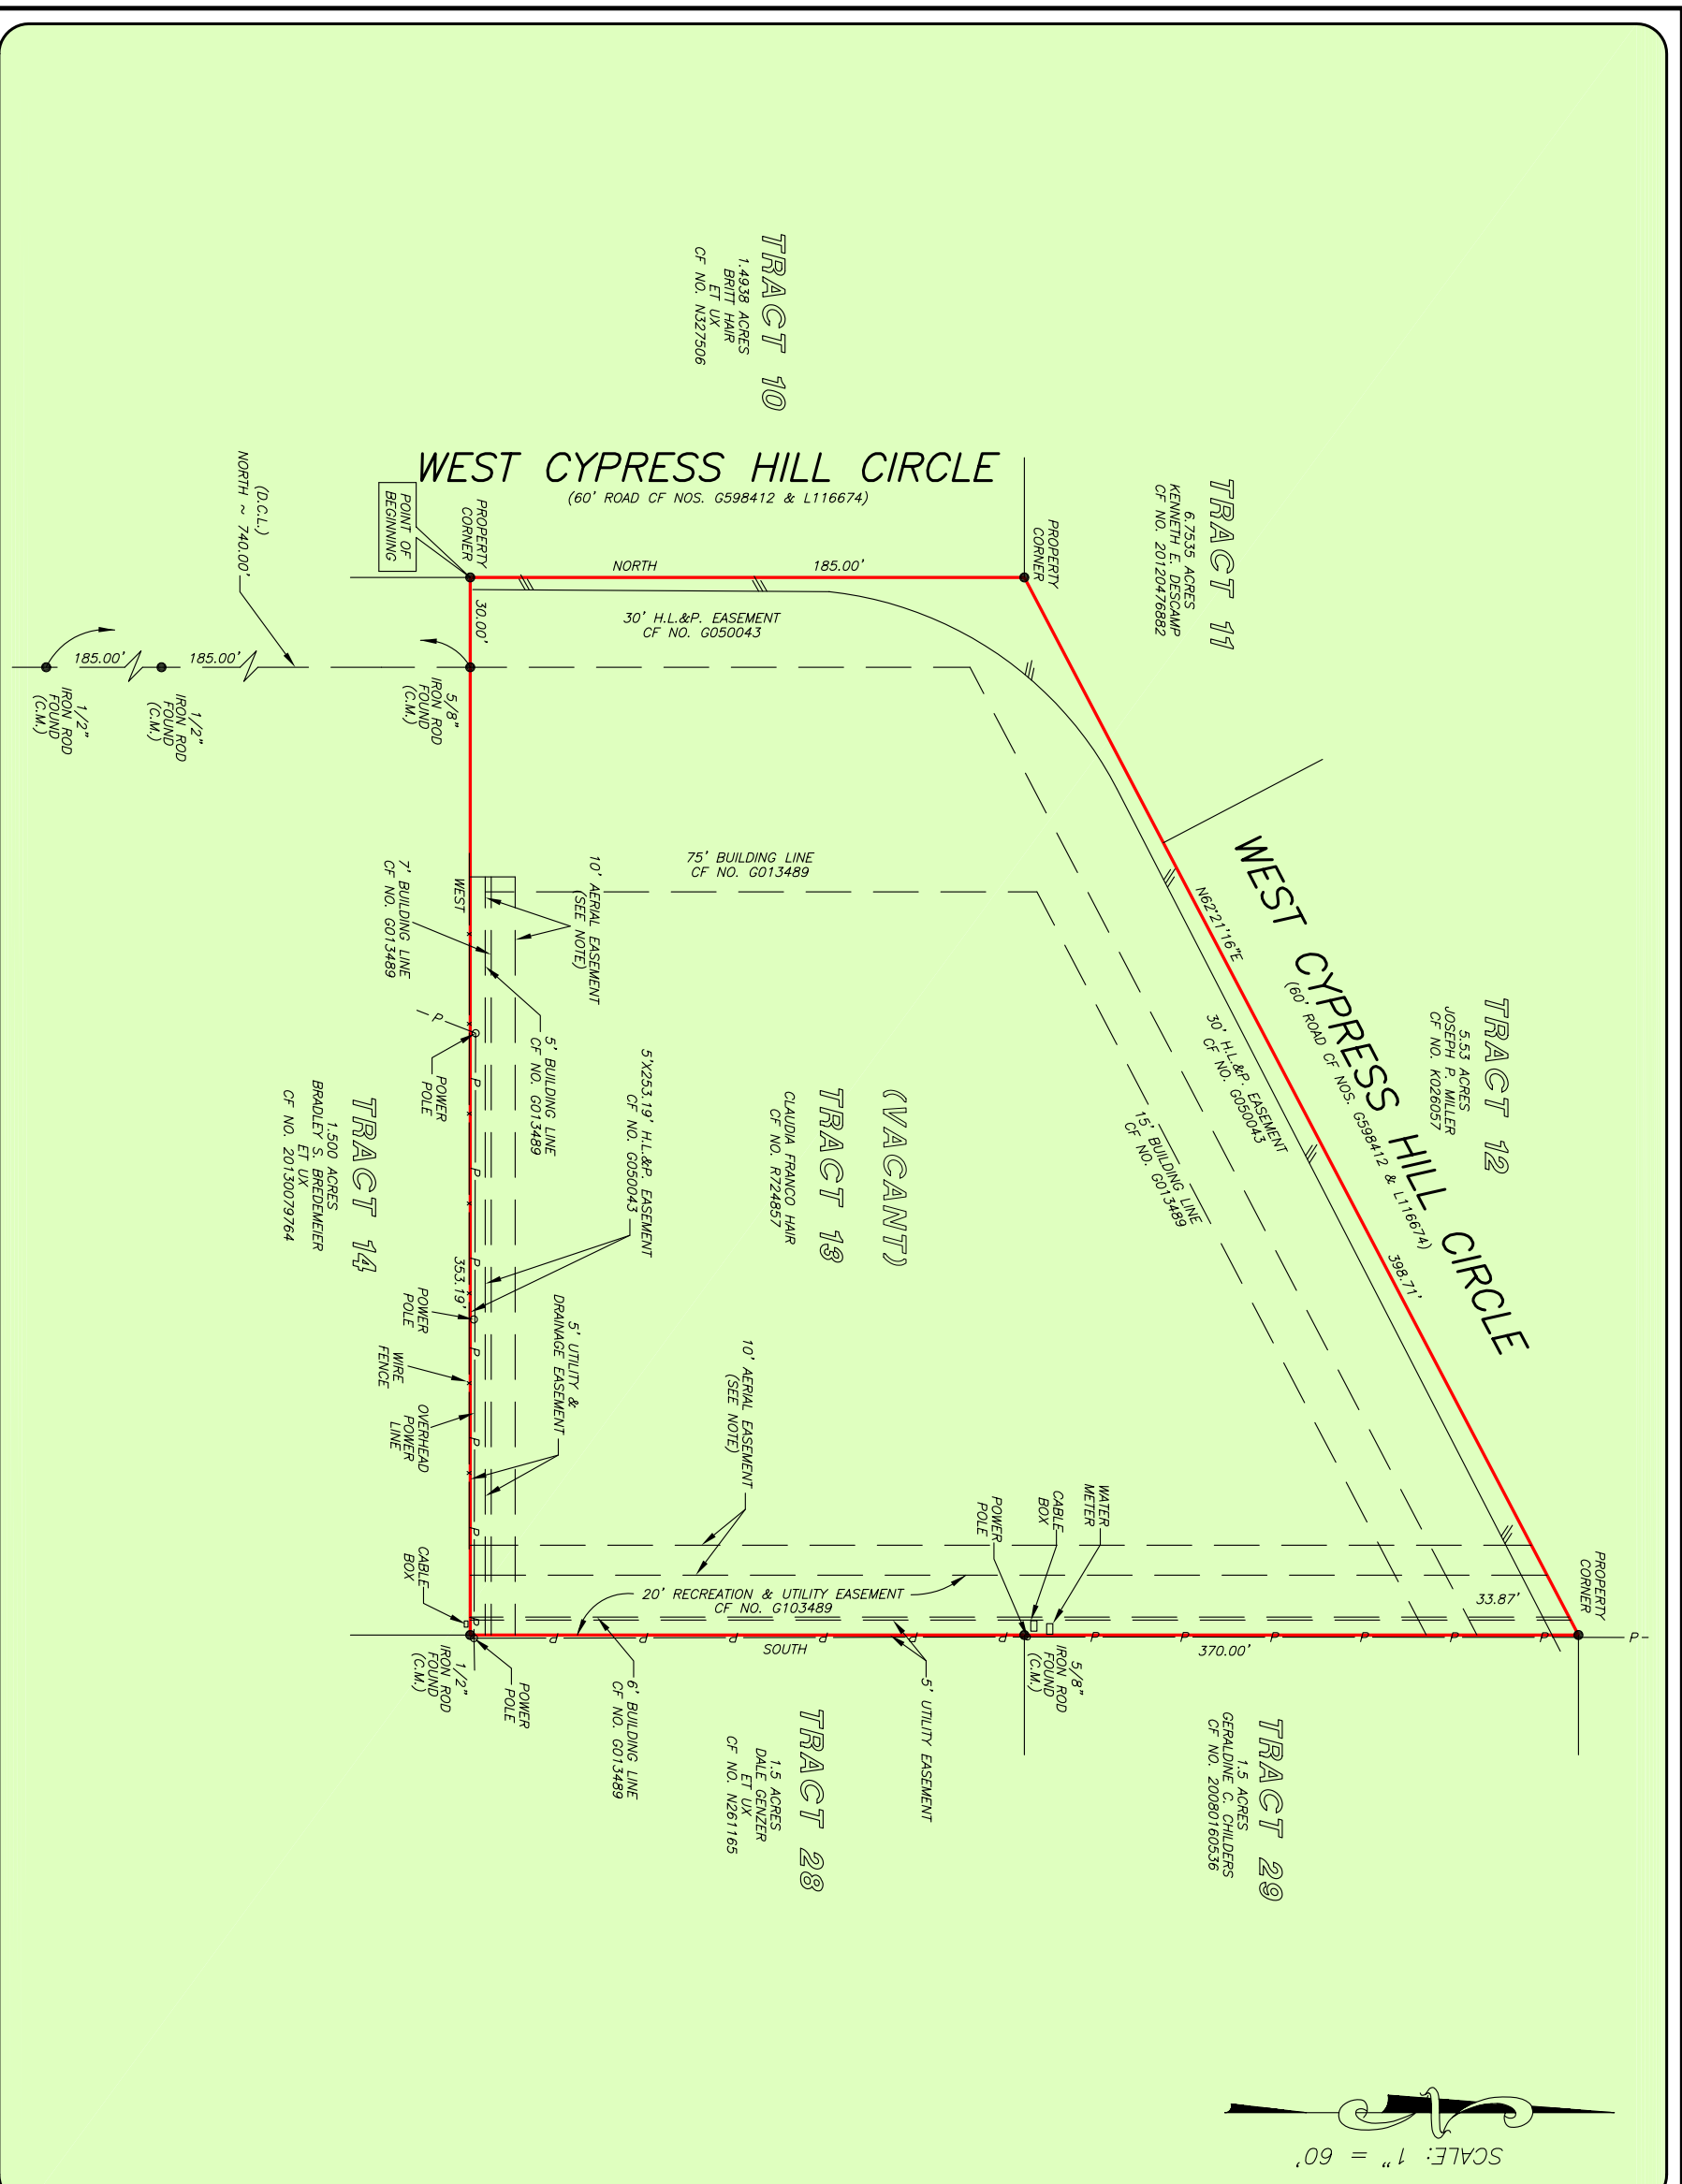 TRACT 10
1.4938 ACRES
BRITT HAIR
ET UX
CF NO. N327506
WEST CYPRESS HILL CIRCLE
(60' ROAD CF NOS. G598412 & L116674)
TRACT 11
6.7535 ACRES
KENNETH E. DESCAMP
CF NO. 20120476882
PROPERTY
CORNER
NORTH
185.00'
30' H.L.&P. EASEMENT
CF NO. G050043
PROPERTY
CORNER
POINT OF
BEGINNING
(D.C.L.)
NORTH ~ 740.00'
30.00'
185.00'
185.00'
5/8"
IRON ROD
FOUND
(C.M.)
1/2"
IRON ROD
FOUND
(C.M.)
1/2"
IRON ROD
FOUND
(C.M.)
WEST CYPRESS HILL CIRCLE
(60' ROAD CF NOS. G598412 & L116674)
N62°21'16"E
398.71'
TRACT 12
5.53 ACRES
JOSEPH P. MILLER
CF NO. K026057
30' H.L.&P. EASEMENT
CF NO. G050043
15' BUILDING LINE
CF NO. G013489
75' BUILDING LINE
CF NO. G013489
10' AERIAL EASEMENT
(SEE NOTE)
WEST
7' BUILDING LINE
CF NO. G013489
5' BUILDING LINE
CF NO. G013489
P
POWER
POLE
5'X253.19' H.L.&P. EASEMENT
CF NO. G050043
(VACANT)
TRACT 13
CLAUDIA FRANCO HAIR
CF NO. R724857
TRACT 14
1.500 ACRES
BRADLEY S. BREDEMEIER
ET UX
CF NO. 20130079764
353.19'
POWER
POLE
WIRE
FENCE
OVERHEAD
POWER
LINE
5' UTILITY &
DRAINAGE EASEMENT
10' AERIAL EASEMENT
(SEE NOTE)
CABLE
BOX
POWER
POLE
CABLE
BOX
WATER
METER
20' RECREATION & UTILITY EASEMENT
CF NO. G103489
33.87'
PROPERTY
CORNER
SOUTH
370.00'
P
1/2"
IRON ROD
FOUND
(C.M.)
POWER
POLE
6' BUILDING LINE
CF NO. G013489
5' UTILITY EASEMENT
5/8"
IRON ROD
FOUND
(C.M.)
TRACT 28
1.5 ACRES
DALE GENZER
ET UX
CF NO. N261165
TRACT 29
1.5 ACRES
GERALDINE C. CHILDERS
CF NO. 20080160536
N
SCALE: 1" = 60'